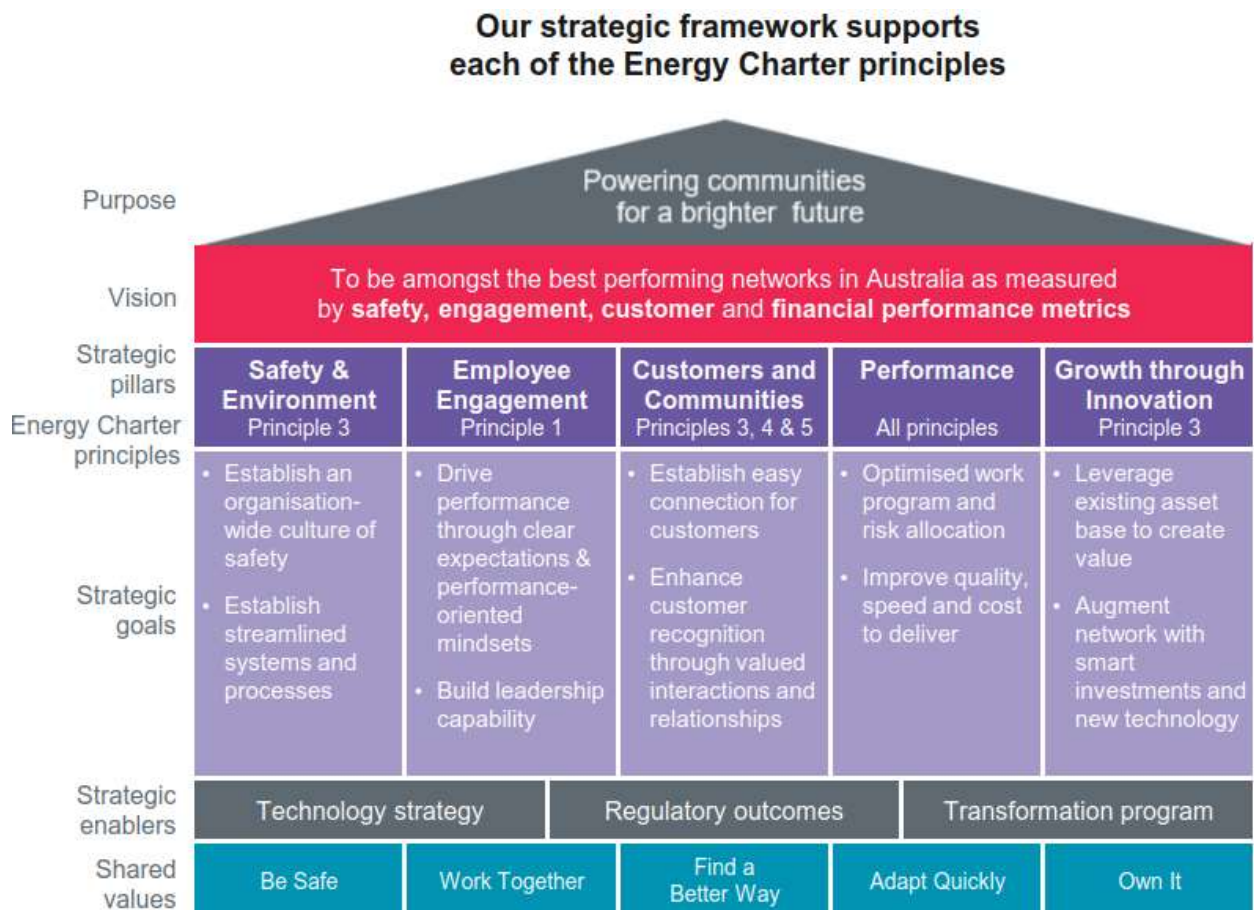 Our strategic framework supports
each of the Energy Charter principles
Purpose
Powering communities
for a brighter future
Vision
To be amongst the best performing networks in Australia as measured
by safety, engagement, customer and financial performance metrics
Strategic
pillars
Energy Charter
principles
Safety &
Environment
Principle 3
Employee
Engagement
Principle 1
Customers and
Communities
Principles 3, 4 & 5
Performance
All principles
Growth through
Innovation
Principle 3
Strategic
goals
• Establish an
organisation-
wide culture of
safety
• Establish
streamlined
systems and
processes
• Drive
performance
through clear
expectations &
performance-
oriented
mindsets
• Build leadership
capability
• Establish easy
connection for
customers
• Enhance
customer
recognition
through valued
interactions and
relationships
• Optimised work
program and
risk allocation
• Improve quality,
speed and cost
to deliver
• Leverage
existing asset
base to create
value
• Augment
network with
smart
investments and
new technology
Strategic
enablers
Technology strategy
Regulatory outcomes
Transformation program
Shared
values
Be Safe
Work Together
Find a
Better Way
Adapt Quickly
Own It